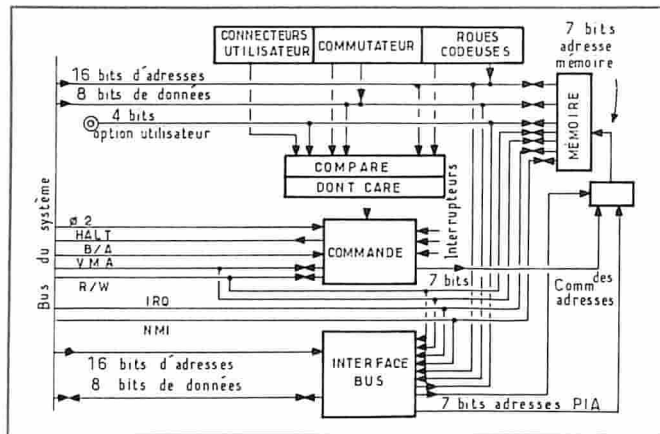 CONNECTEURS
UTILISATEUR
COMMUTATEUR
ROUES
CODEUSES
7 bits
adresse
mémoire
16 bits d'adresses
8 bits de données
4 bits
option utilisateur
MÉMOIRE
COMPARE
DONT CARE
Interrupteurs
Bus du système
ø 2
HALT
B/A
VMA
R/W
IRQ
NMI
COMMANDE
7 bits
Comm des
adresses
16 bits d'adresses
8 bits de données
INTERFACE
BUS
7 bits adresses PIA